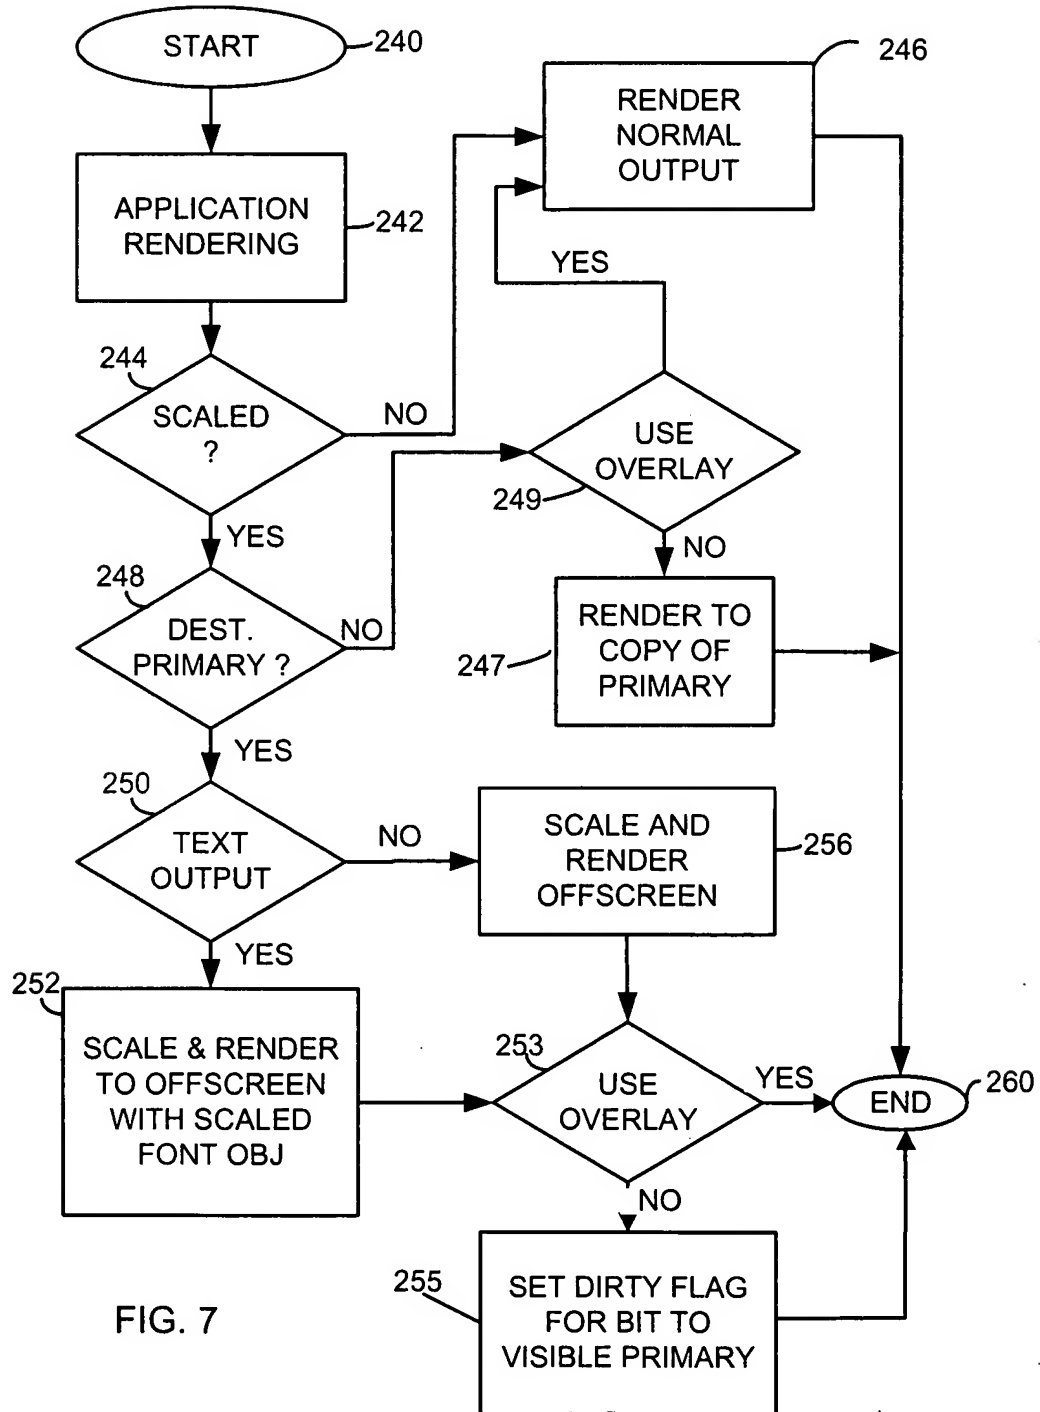 START
240
246
RENDER
NORMAL
OUTPUT
APPLICATION
RENDERING
242
YES
244
SCALED
?
NO
USE
OVERLAY
249
YES
NO
248
DEST.
PRIMARY ?
NO
RENDER TO
COPY OF
PRIMARY
247
YES
250
TEXT
OUTPUT
NO
SCALE AND
RENDER
OFFSCREEN
256
YES
252
SCALE & RENDER
TO OFFSCREEN
WITH SCALED
FONT OBJ
253
USE
OVERLAY
YES
END
260
NO
255
SET DIRTY FLAG
FOR BIT TO
VISIBLE PRIMARY
FIG. 7